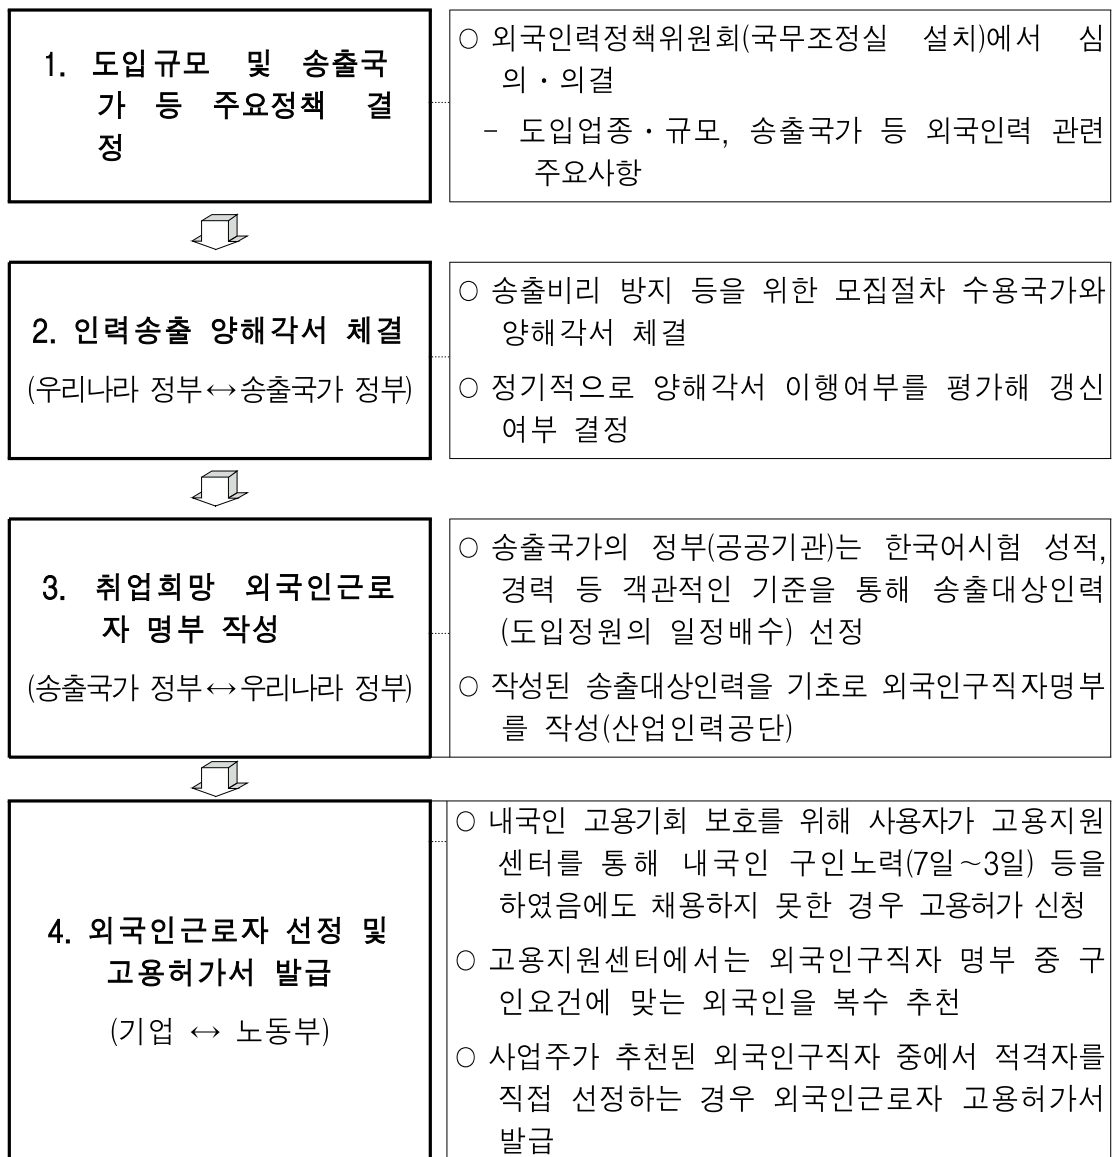 1. 도입규모 및 송출국
가 등 주요정책 결
정
○ 외국인력정책위원회(국무조정실 설치)에서 심
의·의결
- 도입업종·규모, 송출국가 등 외국인력 관련
주요사항
2. 인력송출 양해각서 체결
(우리나라 정부↔송출국가 정부)
○ 송출비리 방지 등을 위한 모집절차 수용국가와
양해각서 체결
○ 정기적으로 양해각서 이행여부를 평가해 갱신
여부 결정
3. 취업희망 외국인근로
자 명부 작성
(송출국가 정부↔우리나라 정부)
○ 송출국가의 정부(공공기관)는 한국어시험 성적,
경력 등 객관적인 기준을 통해 송출대상인력
(도입정원의 일정배수) 선정
○ 작성된 송출대상인력을 기초로 외국인구직자명부
를 작성(산업인력공단)
4. 외국인근로자 선정 및
고용허가서 발급
(기업 ↔ 노동부)
○ 내국인 고용기회 보호를 위해 사용자가 고용지원
센터를 통해 내국인 구인노력(7일~3일) 등을
하였음에도 채용하지 못한 경우 고용허가 신청
○ 고용지원센터에서는 외국인구직자 명부 중 구
인요건에 맞는 외국인을 복수 추천
○ 사업주가 추천된 외국인구직자 중에서 적격자를
직접 선정하는 경우 외국인근로자 고용허가서
발급